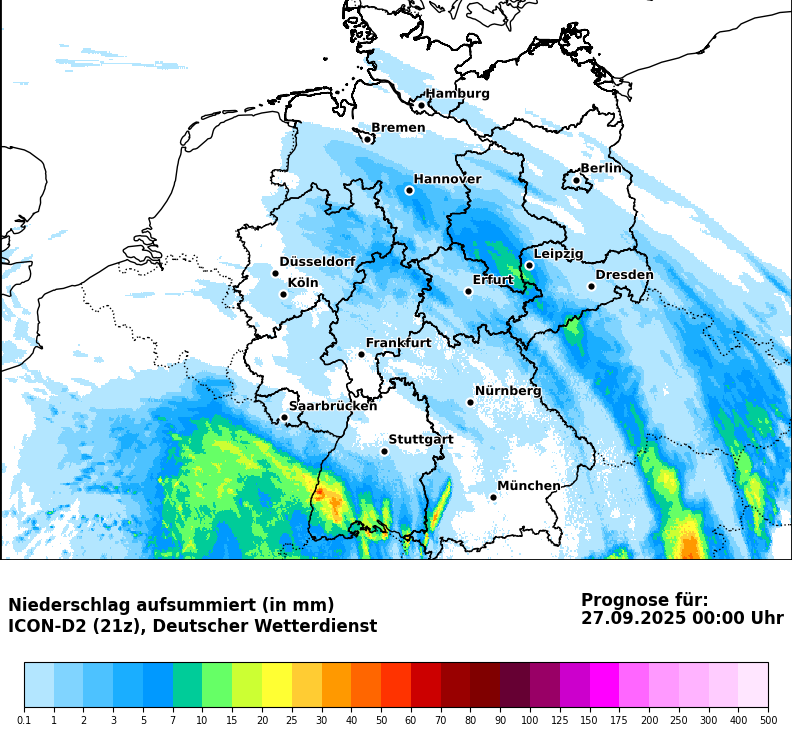 Hamburg
Bremen
Berlin
Hannover
Leipzig
Düsseldorf
Dresden
Erfurt
Köln
Frankfurt
Nürnberg
Saarbrücken
Stuttgart
München
Niederschlag aufsummiert (in mm)
ICON-D2 (21z), Deutscher Wetterdienst
Prognose für:
27.09.2025 00:00 Uhr
0.1 1 2 3 5 7 10 15 20 25 30 40 50 60 70 80 90 100 125 150 175 200 250 300 400 500